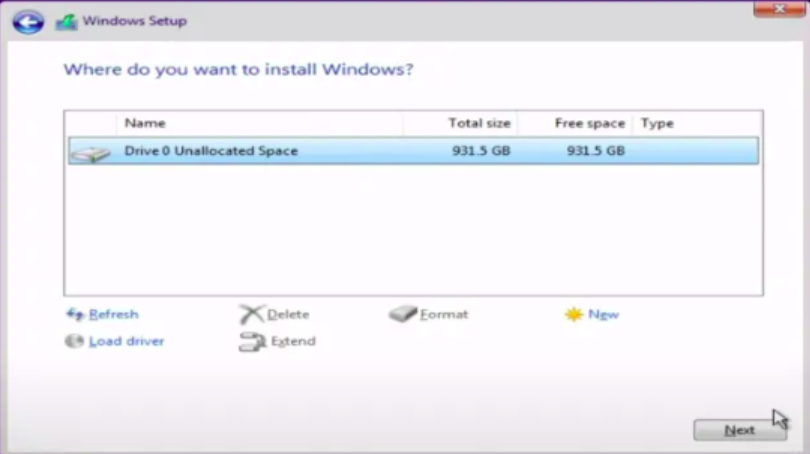 Windows Setup
Where do you want to install Windows?
Name Total size Free space Type
Drive 0 Unallocated Space 931.5 GB 931.5 GB
Refresh Delete Format New
Load driver Extend
Next